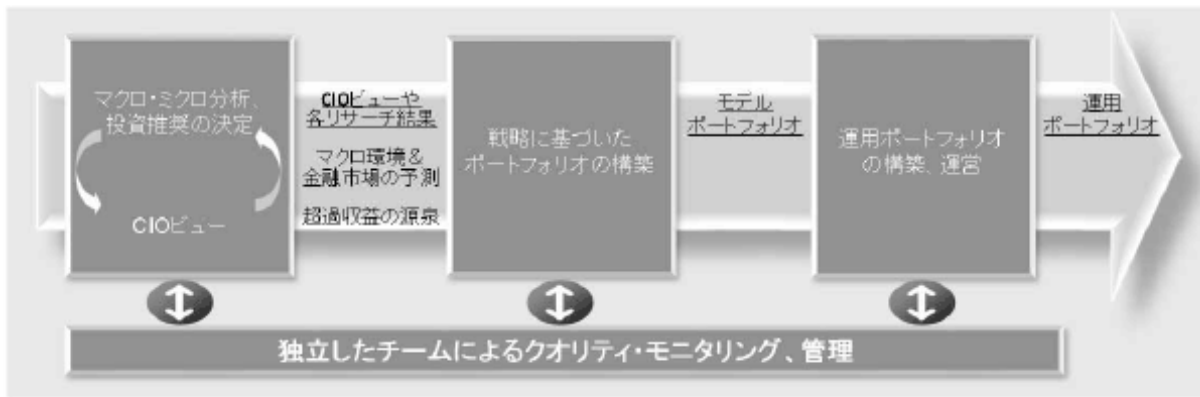 マクロ・ミクロ分析、
投資推奨の決定
CIOビュー
CIOビューや
各リサーチ結果
マクロ環境＆
金融市場の予測
超過収益の源泉
戦略に基づいた
ポートフォリオの構築
モデル
ポートフォリオ
運用ポートフォリオ
の構築、運営
運用
ポートフォリオ
独立したチームによるクオリティ・モニタリング、管理